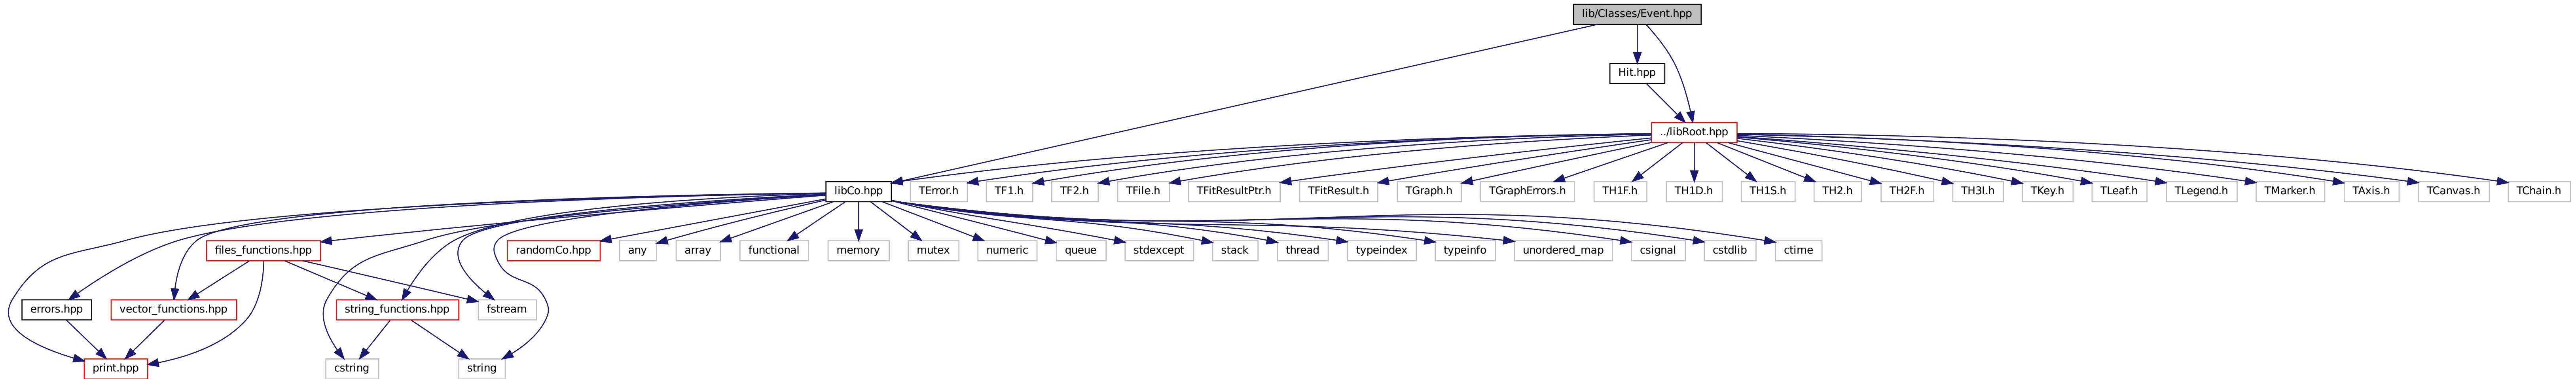 lib/Classes/Event.hpp
Hit.hpp
../libRoot.hpp
libCo.hpp
TError.h
TF1.h
TF2.h
TFile.h
TFitResultPtr.h
TFitResult.h
TGraph.h
TGraphErrors.h
TH1F.h
TH1D.h
TH1S.h
TH2.h
TH2F.h
TH3I.h
TKey.h
TLeaf.h
TLegend.h
TMarker.h
TAxis.h
TCanvas.h
TChain.h
files_functions.hpp
randomCo.hpp
any
array
functional
memory
mutex
numeric
queue
stdexcept
stack
thread
typeindex
typeinfo
unordered_map
csignal
cstdlib
ctime
errors.hpp
vector_functions.hpp
string_functions.hpp
fstream
print.hpp
cstring
string